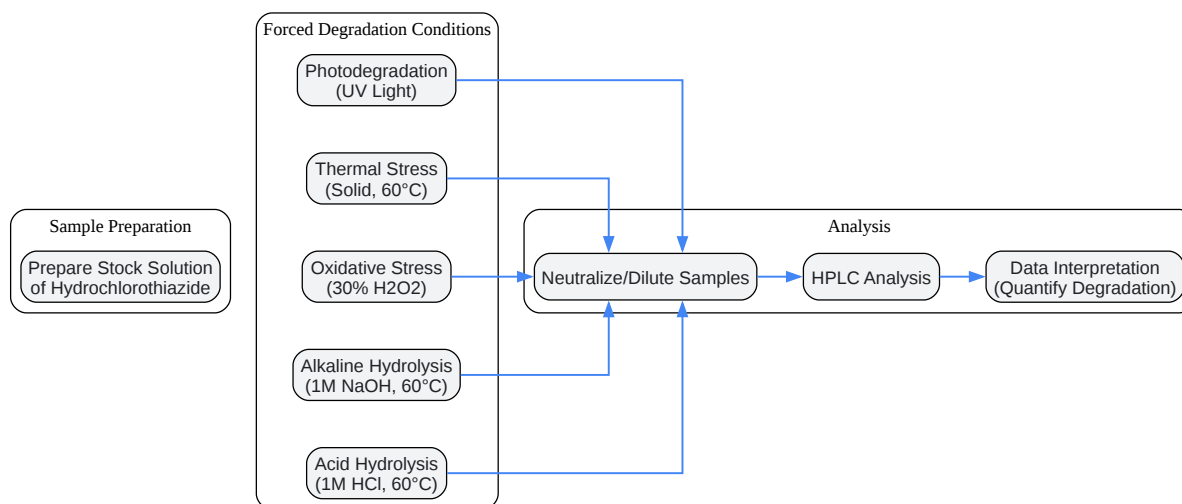 Sample Preparation
Prepare Stock Solution
of Hydrochlorothiazide
Forced Degradation Conditions
Photodegradation
(UV Light)
Thermal Stress
(Solid, 60°C)
Oxidative Stress
(30% H2O2)
Alkaline Hydrolysis
(1M NaOH, 60°C)
Acid Hydrolysis
(1M HCl, 60°C)
Analysis
Neutralize/Dilute Samples
HPLC Analysis
Data Interpretation
(Quantify Degradation)